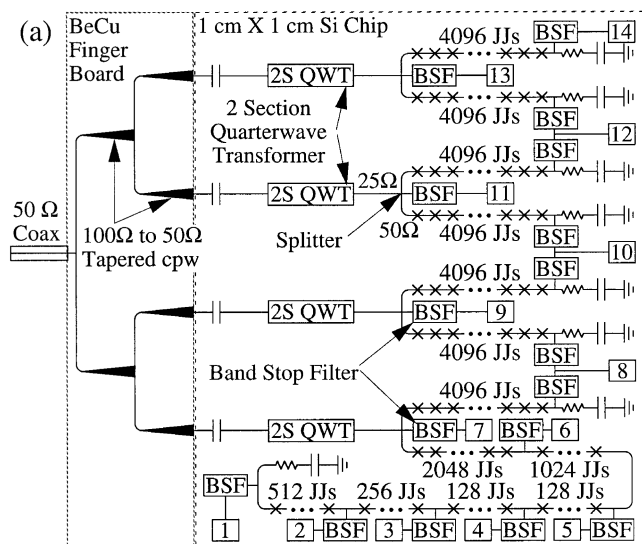 (a)
BeCu
Finger
Board
1 cm X 1 cm Si Chip
4096 JJs
BSF
14
2S QWT
BSF
13
2 Section
Quarterwave
Transformer
4096 JJs
BSF
12
BSF
4096 JJs
2S QWT
25Ω
BSF
11
50 Ω
Coax
100Ω to 50Ω
Tapered cpw
Splitter
50Ω
4096 JJs
BSF
10
BSF
4096 JJs
2S QWT
BSF
9
Band Stop Filter
4096 JJs
BSF
8
BSF
4096 JJs
2S QWT
BSF
7
BSF
6
2048 JJs
1024 JJs
BSF
512 JJs
256 JJs
128 JJs
128 JJs
1
2
BSF
3
BSF
4
BSF
5
BSF